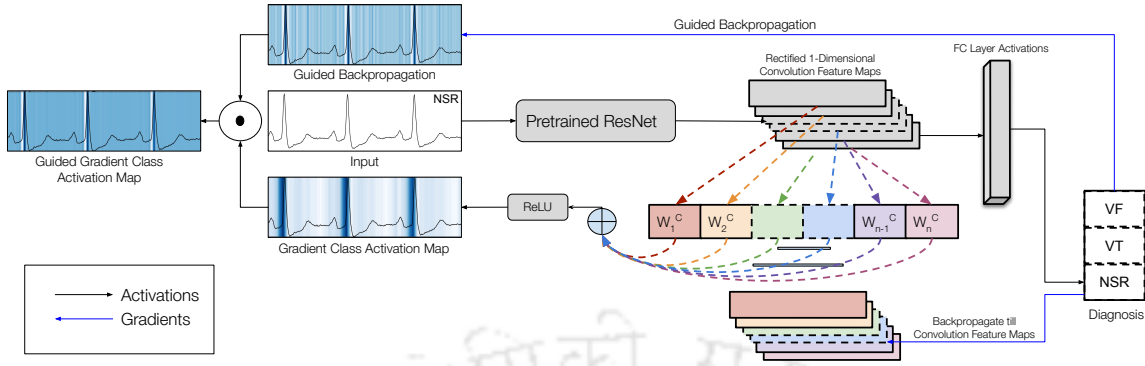 Guided Backpropagation
FC Layer Activations
Rectified 1-Dimensional
Convolution Feature Maps
Guided Backpropagation
NSR
Pretrained ResNet
Guided Gradient Class
Activation Map
Input
ReLU
W₁ᶜ W₂ᶜ Wₙ₋₁ᶜ Wₙᶜ
Gradient Class Activation Map
VF
VT
NSR
Diagnosis
Activations
Gradients
Backpropagate till
Convolution Feature Maps